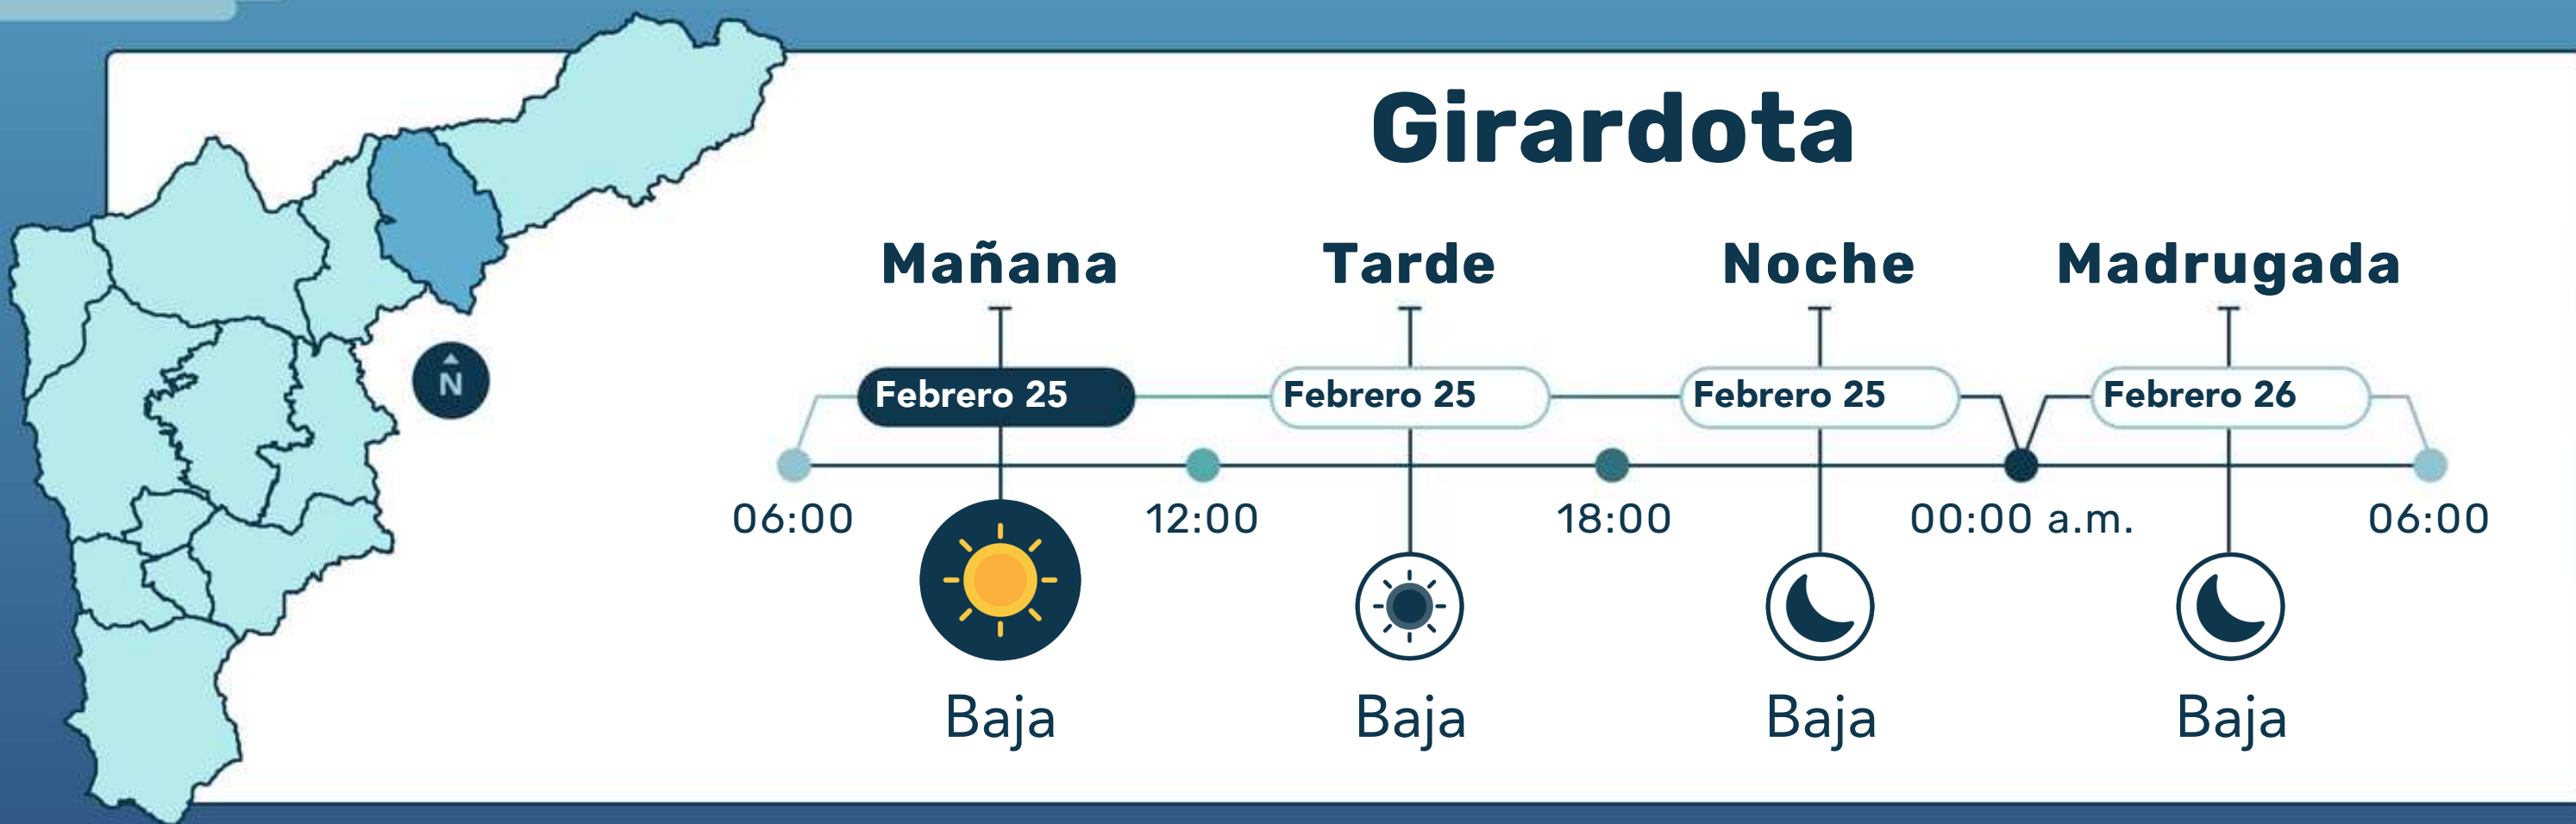 Girardota
Mañana Tarde Noche Madrugada
N
Febrero 25 Febrero 25 Febrero 25 Febrero 26
06:00 12:00 18:00 00:00 a.m. 06:00
Baja Baja Baja Baja